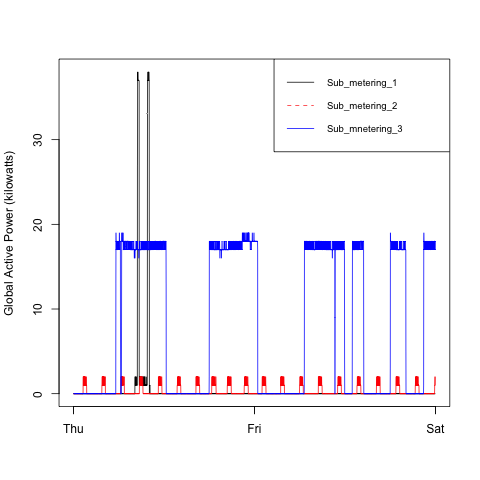 Sub_metering_1
Sub_metering_2
Sub_mnetering_3
Global Active Power (kilowatts)
30
20
10
0
Thu Fri Sat